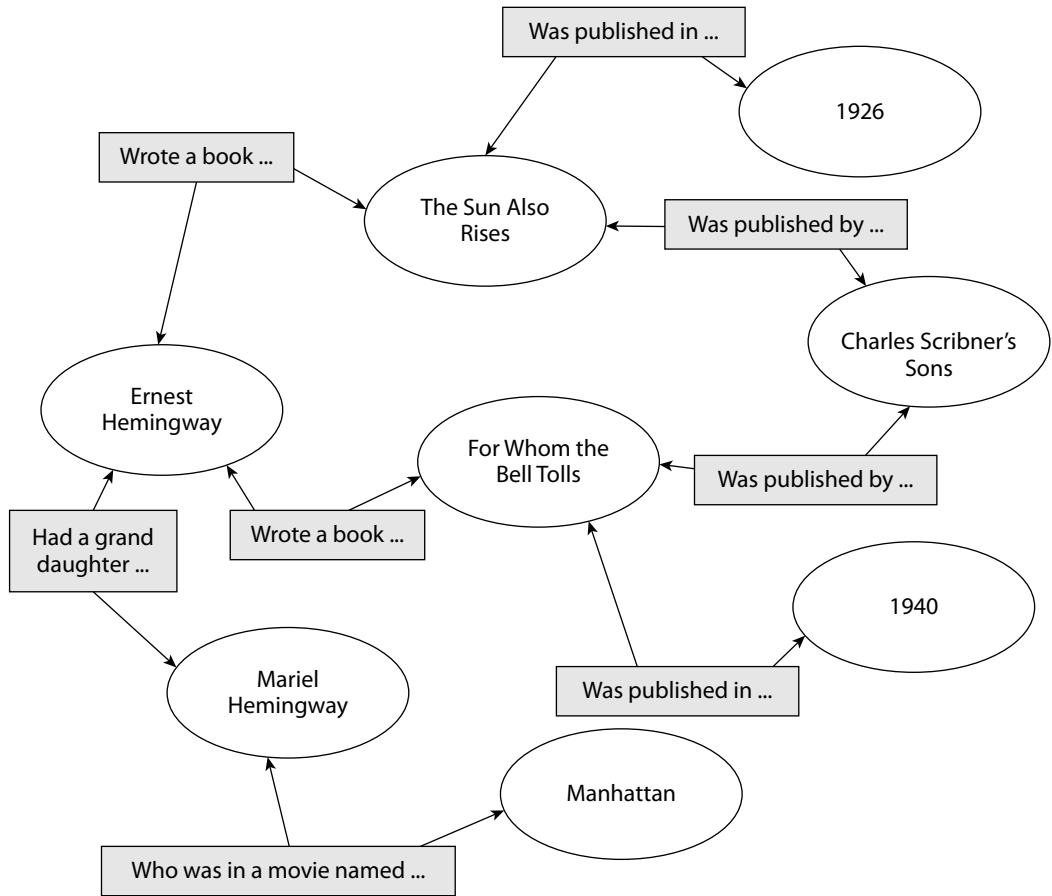 Was published in ...
1926
Wrote a book ...
The Sun Also
Rises
Was published by ...
Charles Scribner's
Sons
Ernest
Hemingway
For Whom the
Bell Tolls
Was published by ...
Had a grand
daughter ...
Wrote a book ...
1940
Mariel
Hemingway
Was published in ...
Manhattan
Who was in a movie named ...